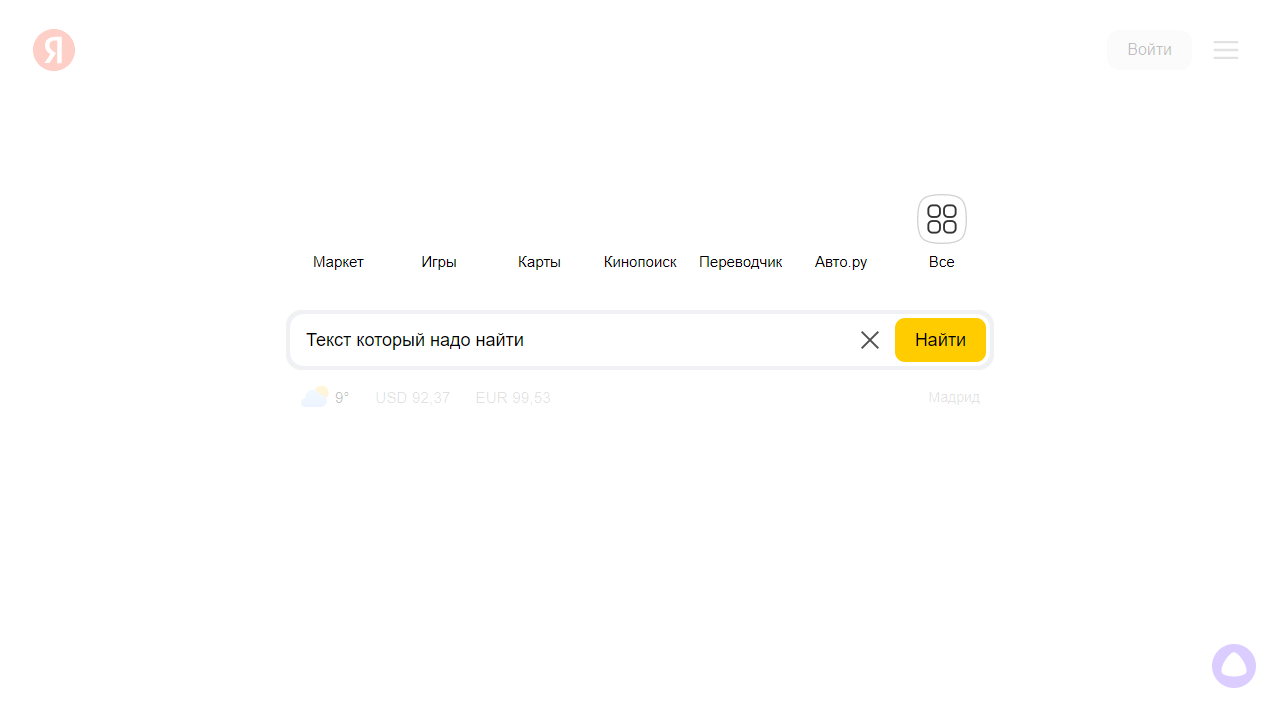 Я
Войти
Маркет Игры Карты Кинопоиск Переводчик Авто.ру Все
Текст который надо найти Найти
9° USD 92,37 EUR 99,53 Мадрид